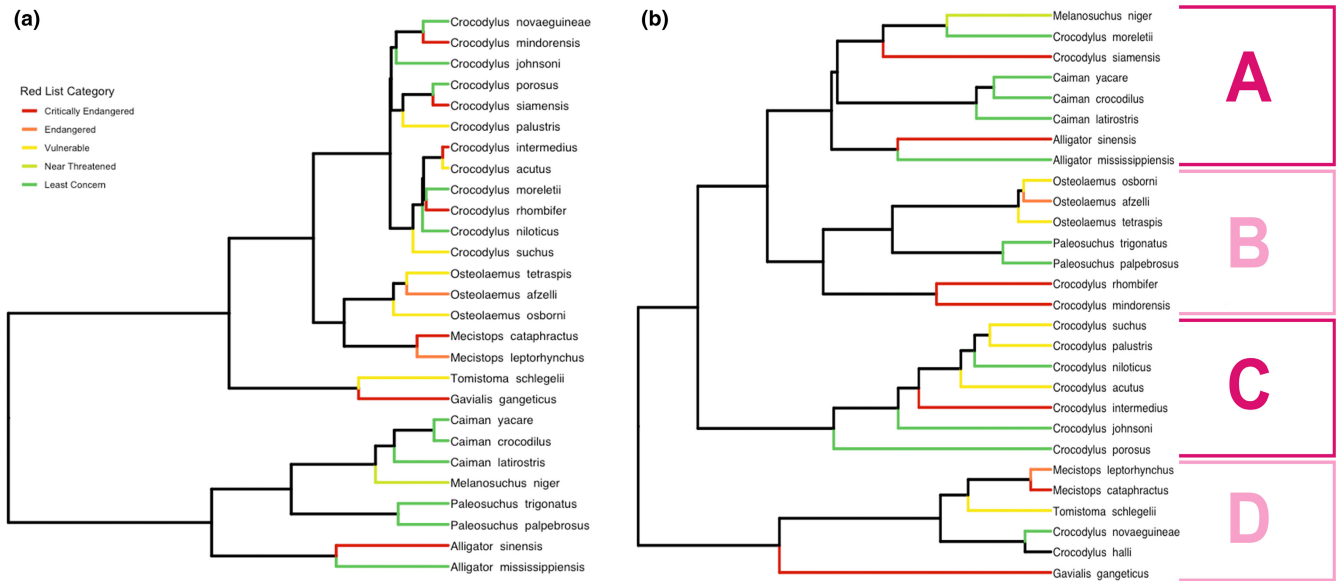 (a)
Red List Category
Critically Endangered
Endangered
Vulnerable
Near Threatened
Least Concern
Crocodylus novaeguineae
Crocodylus mindorensis
Crocodylus johnsoni
Crocodylus porosus
Crocodylus siamensis
Crocodylus palustris
Crocodylus intermedius
Crocodylus acutus
Crocodylus moreletii
Crocodylus rhombifer
Crocodylus niloticus
Crocodylus suchus
Osteolaemus tetraspis
Osteolaemus afzelli
Osteolaemus osborni
Mecistops cataphractus
Mecistops leptorhynchus
Tomistoma schlegelii
Gavialis gangeticus
Caiman yacare
Caiman crocodilus
Caiman latirostris
Melanosuchus niger
Paleosuchus trigonatus
Paleosuchus palpebrosus
Alligator sinensis
Alligator mississippiensis
(b)
Melanosuchus niger
Crocodylus moreletii
Crocodylus siamensis
Caiman yacare
Caiman crocodilus
Caiman latirostris
Alligator sinensis
Alligator mississippiensis
A
Osteolaemus osborni
Osteolaemus afzelli
Osteolaemus tetraspis
Paleosuchus trigonatus
Paleosuchus palpebrosus
Crocodylus rhombifer
Crocodylus mindorensis
B
Crocodylus suchus
Crocodylus palustris
Crocodylus niloticus
Crocodylus acutus
Crocodylus intermedius
Crocodylus johnsoni
Crocodylus porosus
C
Mecistops leptorhynchus
Mecistops cataphractus
Tomistoma schlegelii
Crocodylus novaeguineae
Crocodylus halli
Gavialis gangeticus
D